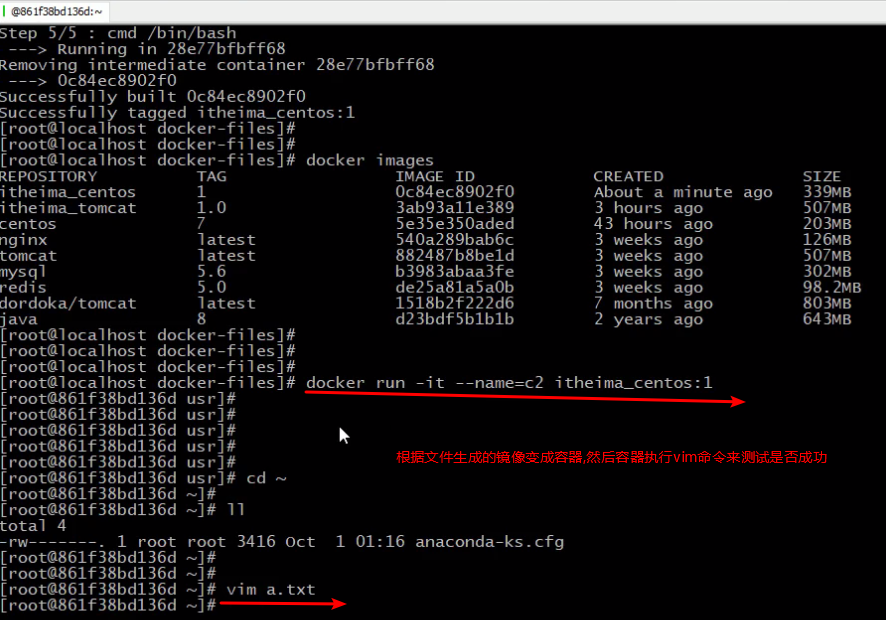 @861f38bd136d:~
Step 5/5 : cmd /bin/bash
---> Running in 28e77bfbff68
Removing intermediate container 28e77bfbff68
---> 0c84ec8902f0
Successfully built 0c84ec8902f0
Successfully tagged itheima_centos:1
[root@localhost docker-files]#
[root@localhost docker-files]#
[root@localhost docker-files]# docker images
REPOSITORY TAG IMAGE ID CREATED SIZE
itheima_centos 1 0c84ec8902f0 About a minute ago 339MB
itheima_tomcat 1.0 3ab93a11e389 3 hours ago 507MB
centos 7 5e35e350aded 43 hours ago 203MB
nginx latest 540a289bab6c 3 weeks ago 126MB
tomcat latest 882487b8be1d 3 weeks ago 507MB
mysql 5.6 b3983abaa3fe 3 weeks ago 302MB
redis 5.0 de25a81a5a0b 3 weeks ago 98.2MB
dordoka/tomcat latest 1518b2f222d6 7 months ago 803MB
java 8 d23bdf5b1b1b 2 years ago 643MB
[root@localhost docker-files]#
[root@localhost docker-files]#
[root@localhost docker-files]#
[root@localhost docker-files]# docker run -it --name=c2 itheima_centos:1
[root@861f38bd136d usr]#
[root@861f38bd136d usr]#
[root@861f38bd136d usr]#
[root@861f38bd136d usr]#
根据文件生成的镜像变成容器,然后容器执行vim命令来测试是否成功
[root@861f38bd136d usr]#
[root@861f38bd136d usr]# cd ~
[root@861f38bd136d ~]#
[root@861f38bd136d ~]# ll
total 4
-rw-------. 1 root root 3416 Oct 1 01:16 anaconda-ks.cfg
[root@861f38bd136d ~]#
[root@861f38bd136d ~]#
[root@861f38bd136d ~]# vim a.txt
[root@861f38bd136d ~]#